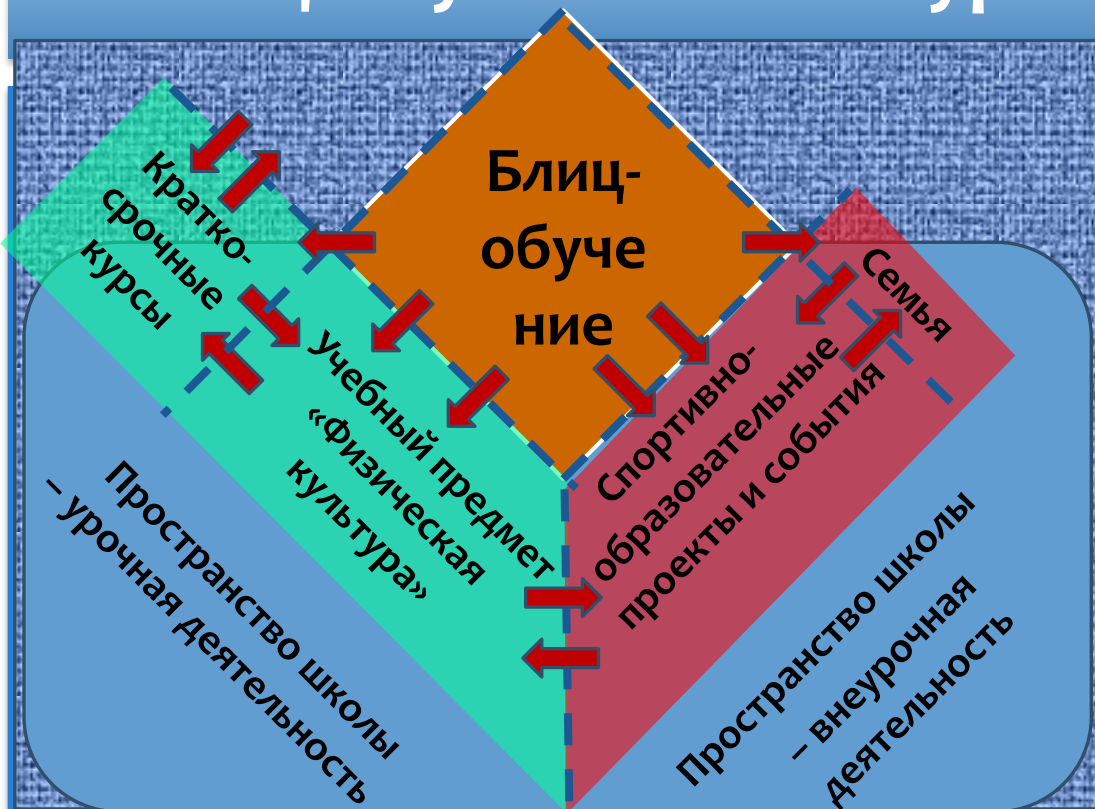 Блиц-
обуче
ние
Кратко-
срочные
курсы
Учебный предмет
«Физическая
культура»
Семья
Спортивно-
образовательные
проекты и события
Пространство школы
– урочная деятельность
Пространство школы
– внеурочная
деятельность